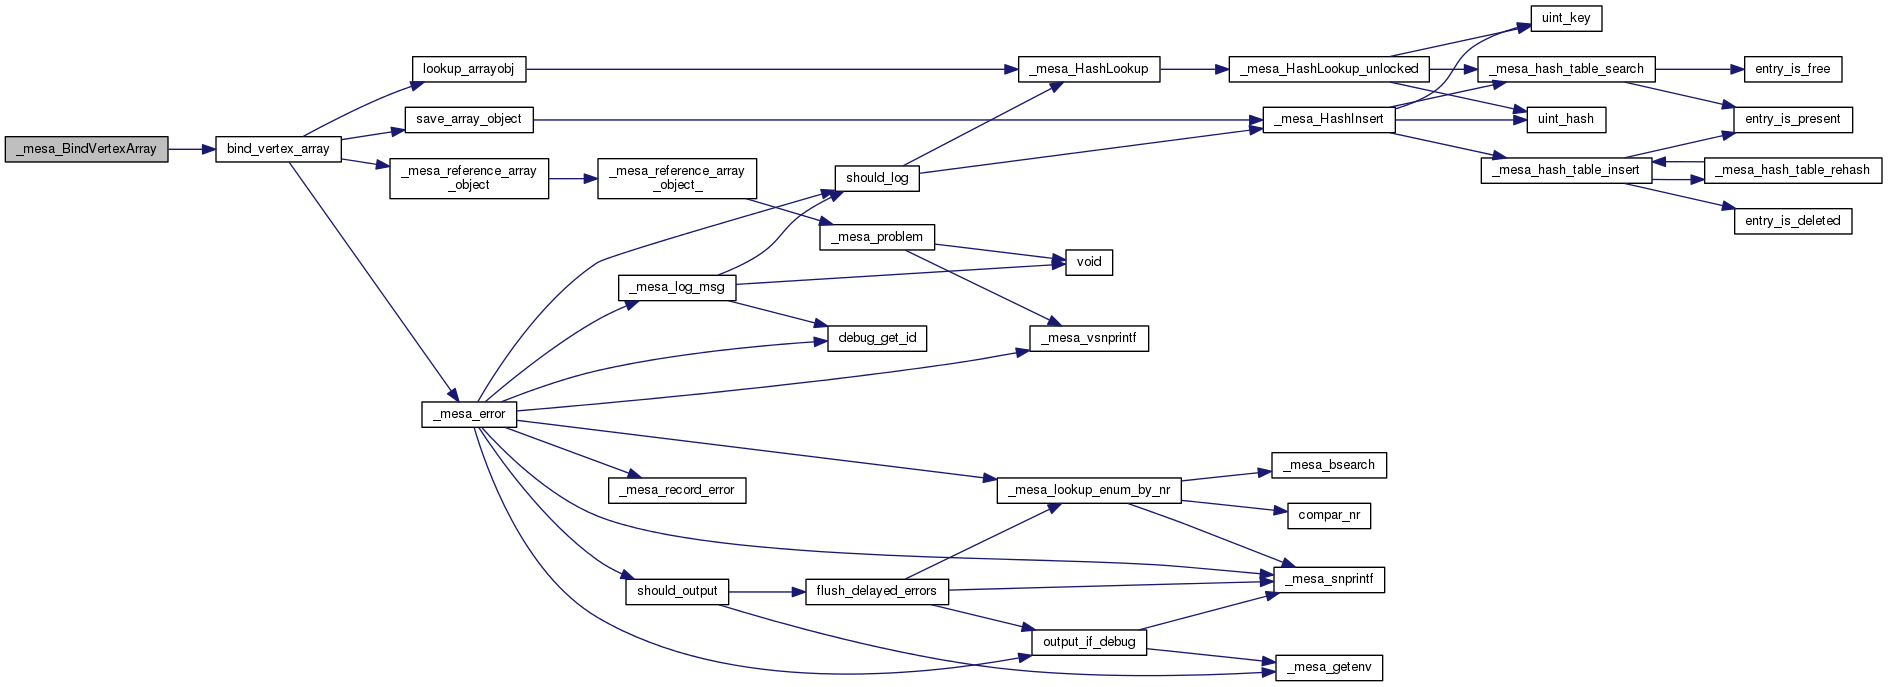 _mesa_BindVertexArray
bind_vertex_array
lookup_arrayobj
save_array_object
_mesa_reference_array
_object
_mesa_error
_mesa_reference_array
_object_
_mesa_log_msg
_mesa_record_error
should_output
should_log
_mesa_problem
debug_get_id
flush_delayed_errors
_mesa_HashLookup
void
_mesa_vsnprintf
_mesa_lookup_enum_by_nr
output_if_debug
_mesa_HashLookup_unlocked
_mesa_HashInsert
_mesa_bsearch
compar_nr
_mesa_snprintf
_mesa_getenv
uint_key
_mesa_hash_table_search
uint_hash
_mesa_hash_table_insert
entry_is_free
entry_is_present
_mesa_hash_table_rehash
entry_is_deleted